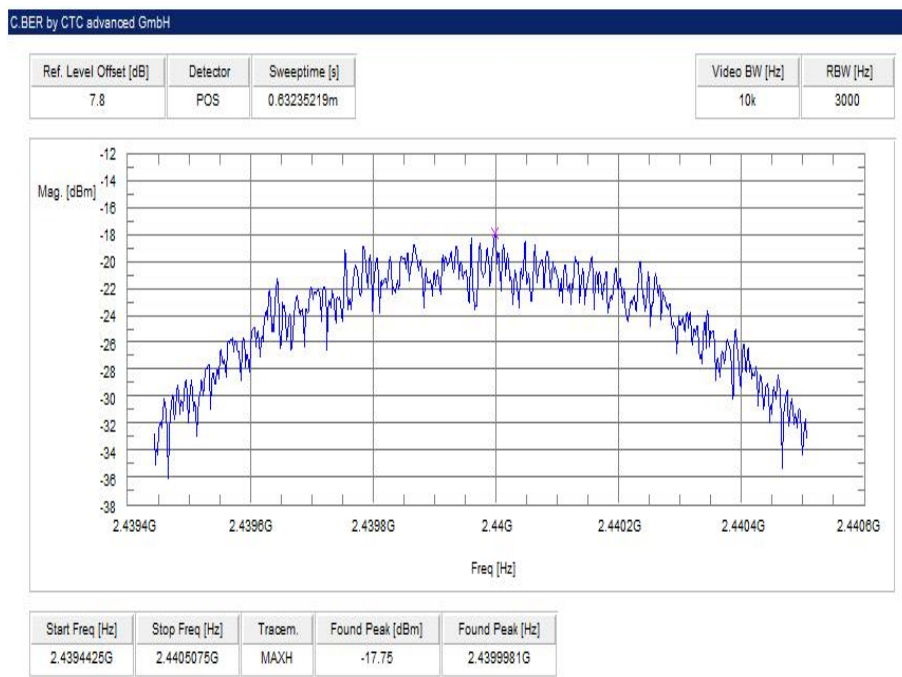 C.BER by CTC advanced GmbH
Ref. Level Offset [dB] Detector Sweeptime [s] Video BW [Hz] RBW [Hz]
7.8 POS 0.63235219m 10k 3000
Mag. [dBm]
-12
-14
-16
-18
-20
-22
-24
-26
-28
-30
-32
-34
-36
-38
2.4394G 2.4396G 2.4398G 2.44G 2.4402G 2.4404G 2.4406G
Freq [Hz]
Start Freq [Hz] Stop Freq [Hz] Tracem. Found Peak [dBm] Found Peak [Hz]
2.4394425G 2.4405075G MAXH -17.75 2.4399981G